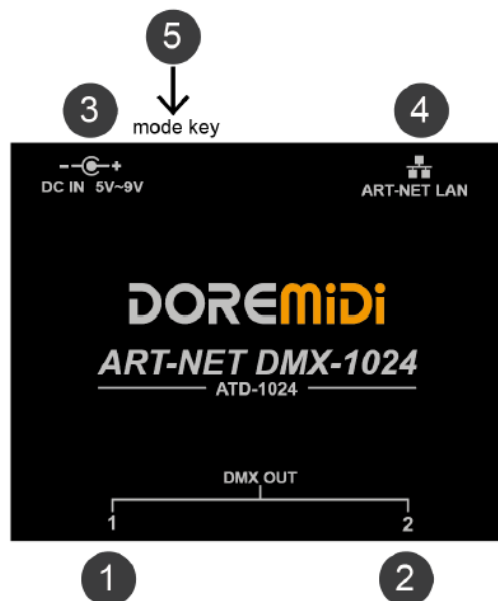 5
3
4
mode key
- +
DC IN 5V~9V
ART-NET LAN
DOREMiDi
ART-NET DMX-1024
ATD-1024
DMX OUT
1
2
1
2